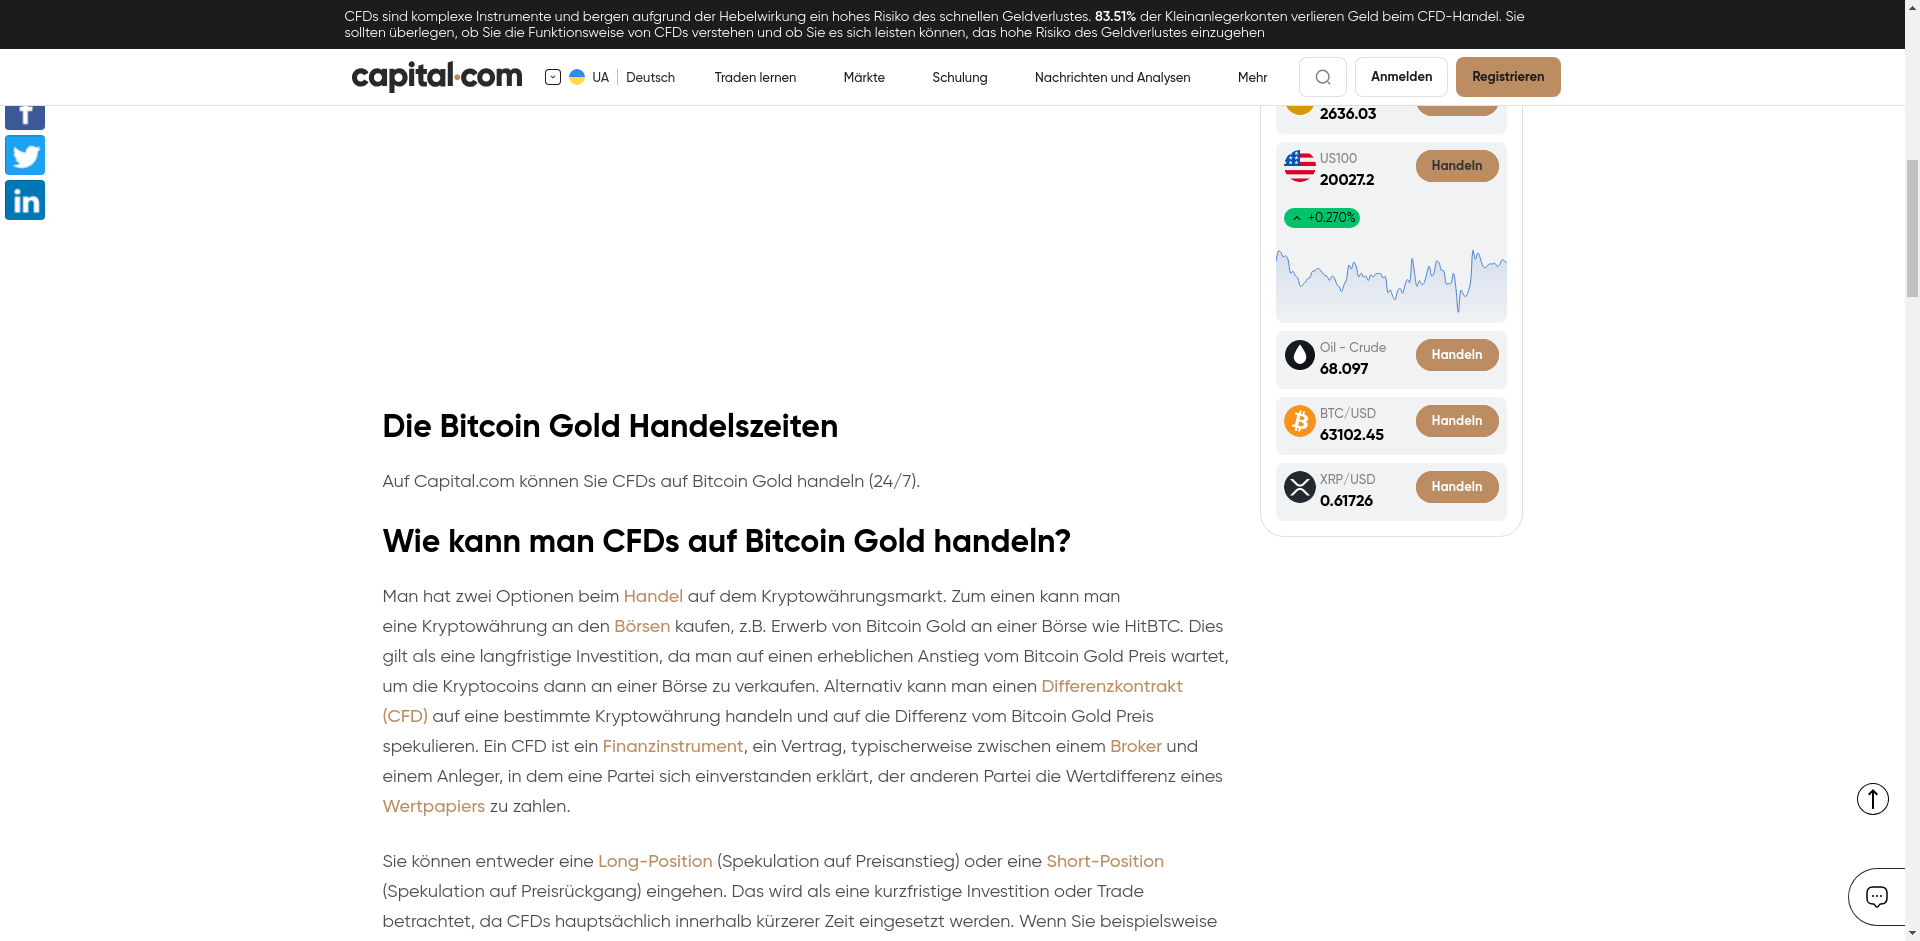 CFDs sind komplexe Instrumente und bergen aufgrund der Hebelwirkung ein hohes Risiko des schnellen Geldverlustes. 83.51% der Kleinanlegerkonten verlieren Geld beim CFD-Handel. Sie
sollten überlegen, ob Sie die Funktionsweise von CFDs verstehen und ob Sie es sich leisten können, das hohe Risiko des Geldverlustes einzugehen
capital.com
UA
Deutsch
Traden lernen
Märkte
Schulung
Nachrichten und Analysen
Mehr
Anmelden
Registrieren
2636.03
US100
20027.2
Handeln
+0.270%
Oil - Crude
68.097
Handeln
BTC/USD
63102.45
Handeln
XRP/USD
0.61726
Handeln
Die Bitcoin Gold Handelszeiten
Auf Capital.com können Sie CFDs auf Bitcoin Gold handeln (24/7).
Wie kann man CFDs auf Bitcoin Gold handeln?
Man hat zwei Optionen beim Handel auf dem Kryptowährungsmarkt. Zum einen kann man
eine Kryptowährung an den Börsen kaufen, z.B. Erwerb von Bitcoin Gold an einer Börse wie HitBTC. Dies
gilt als eine langfristige Investition, da man auf einen erheblichen Anstieg vom Bitcoin Gold Preis wartet,
um die Kryptocoins dann an einer Börse zu verkaufen. Alternativ kann man einen Differenzkontrakt
(CFD) auf eine bestimmte Kryptowährung handeln und auf die Differenz vom Bitcoin Gold Preis
spekulieren. Ein CFD ist ein Finanzinstrument, ein Vertrag, typischerweise zwischen einem Broker und
einem Anleger, in dem eine Partei sich einverstanden erklärt, der anderen Partei die Wertdifferenz eines
Wertpapiers zu zahlen.
Sie können entweder eine Long-Position (Spekulation auf Preisanstieg) oder eine Short-Position
(Spekulation auf Preisrückgang) eingehen. Das wird als eine kurzfristige Investition oder Trade
betrachtet, da CFDs hauptsächlich innerhalb kürzerer Zeit eingesetzt werden. Wenn Sie beispielsweise